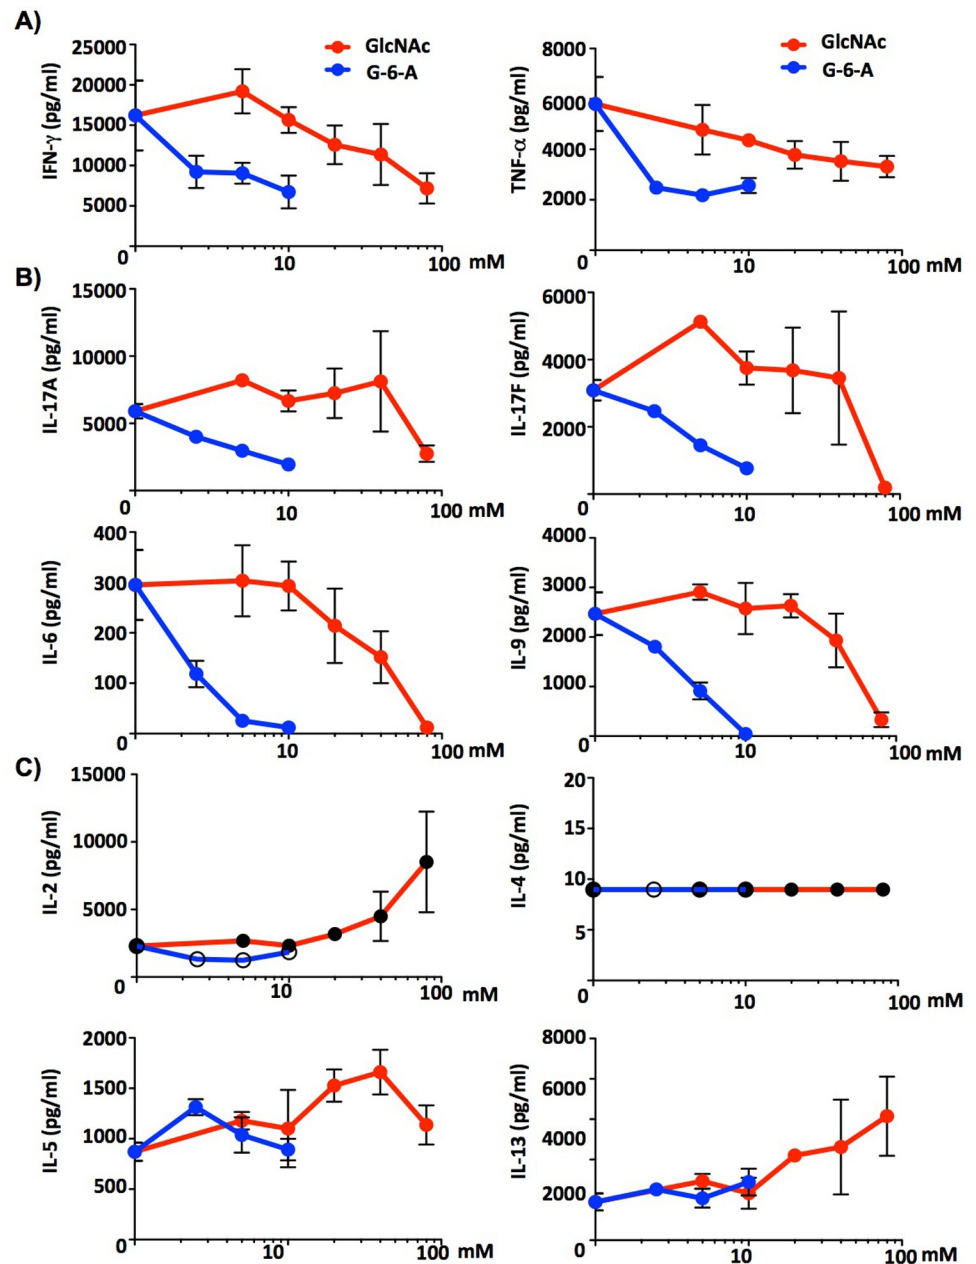 A)
IFN-γ (pg/ml)
25000
20000
15000
10000
5000
0
10
100 mM
GlcNAc
G-6-A
TNF-α (pg/ml)
8000
6000
4000
2000
0
10
100 mM
GlcNAc
G-6-A
B)
IL-17A (pg/ml)
15000
10000
5000
0
10
100 mM
IL-17F (pg/ml)
6000
4000
2000
0
10
100 mM
IL-6 (pg/ml)
400
300
200
100
0
10
100 mM
IL-9 (pg/ml)
4000
3000
2000
1000
0
10
100 mM
C)
IL-2 (pg/ml)
15000
10000
5000
0
10
100 mM
IL-4 (pg/ml)
20
15
10
5
0
10
100 mM
IL-5 (pg/ml)
2000
1500
1000
500
0
10
100 mM
IL-13 (pg/ml)
8000
6000
4000
2000
0
10
100 mM